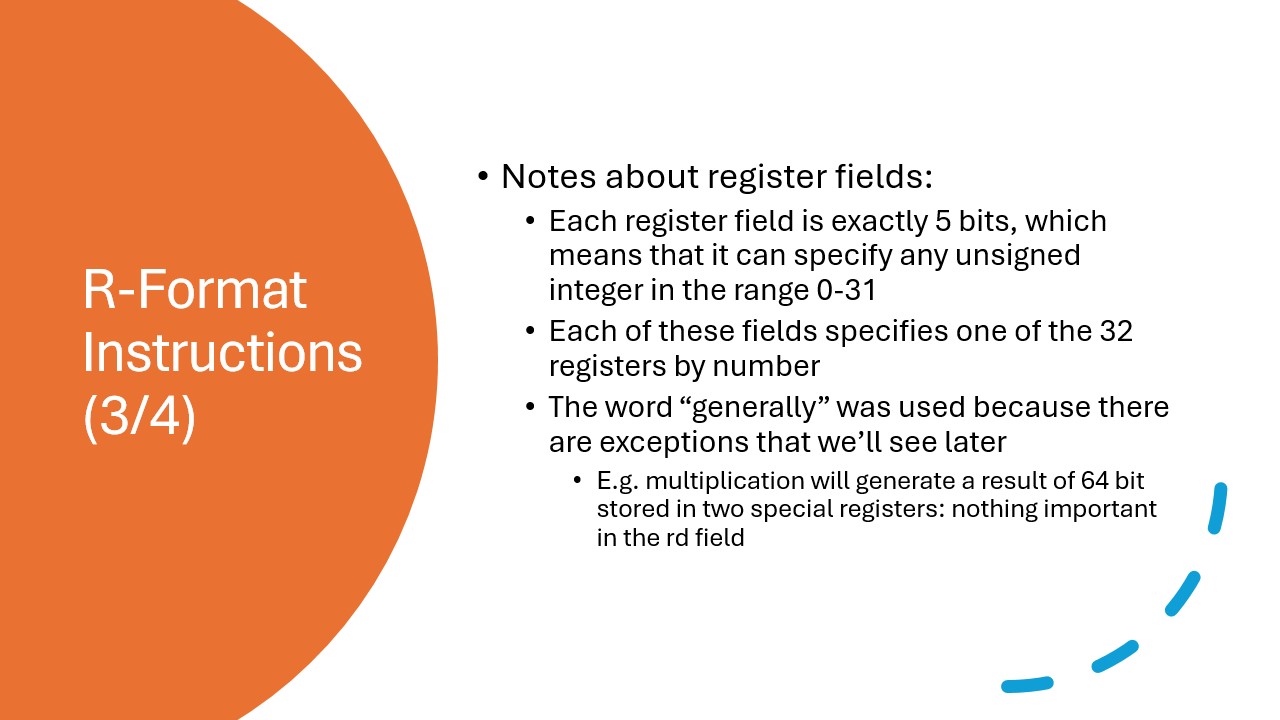 R-Format
Instructions
(3/4)
• Notes about register fields:
• Each register field is exactly 5 bits, which
means that it can specify any unsigned
integer in the range 0-31
• Each of these fields specifies one of the 32
registers by number
• The word “generally” was used because there
are exceptions that we’ll see later
• E.g. multiplication will generate a result of 64 bit
stored in two special registers: nothing important
in the rd field